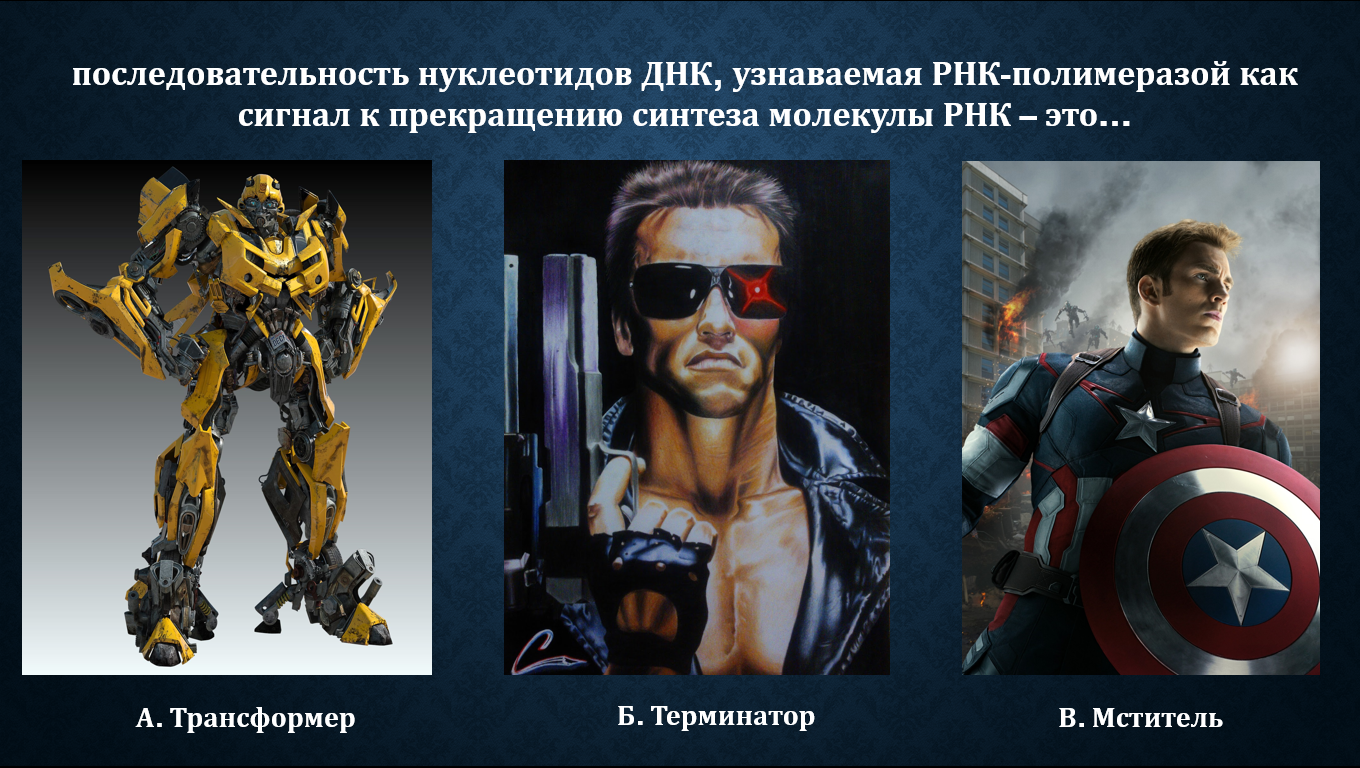 последовательность нуклеотидов ДНК, узнаваемая РНК-полимеразой как
сигнал к прекращению синтеза молекулы РНК – это...
А. Трансформер
Б. Терминатор
В. Мститель